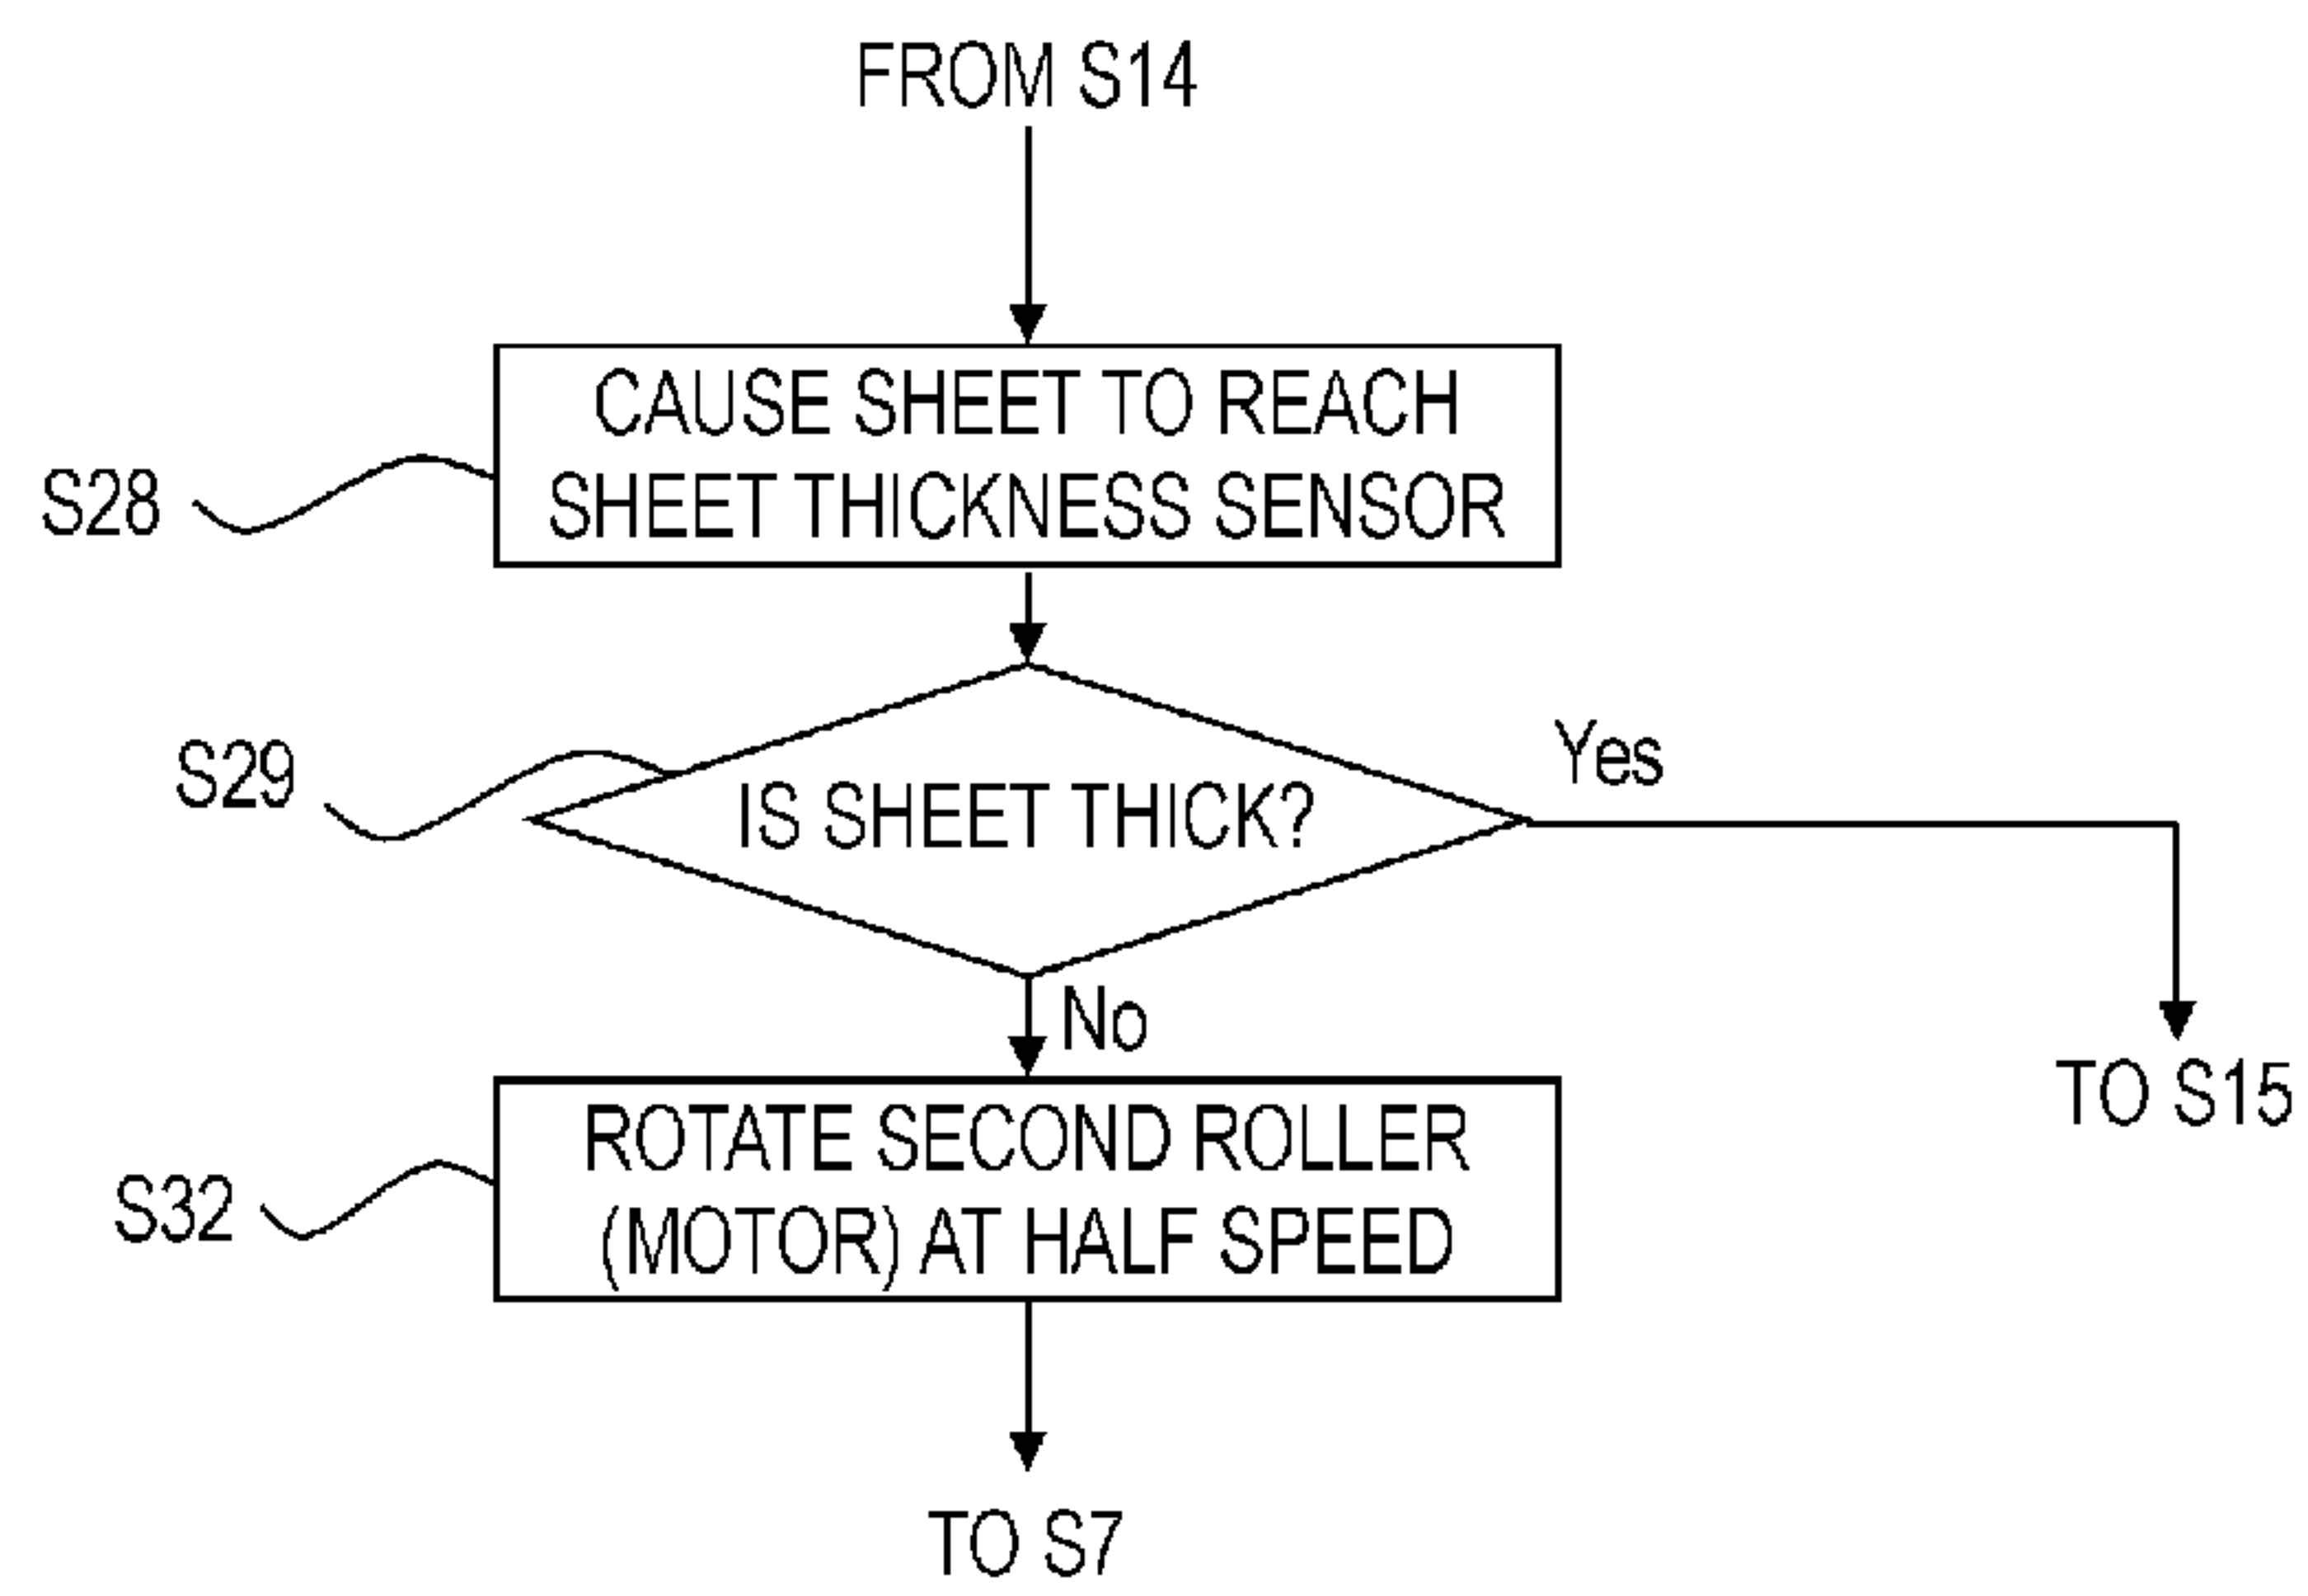 FROM S14
CAUSE SHEET TO REACH
SHEET THICKNESS SENSOR
S28
S29
IS SHEET THICK?
Yes
No
TO S15
ROTATE SECOND ROLLER
(MOTOR) AT HALF SPEED
S32
TO S7